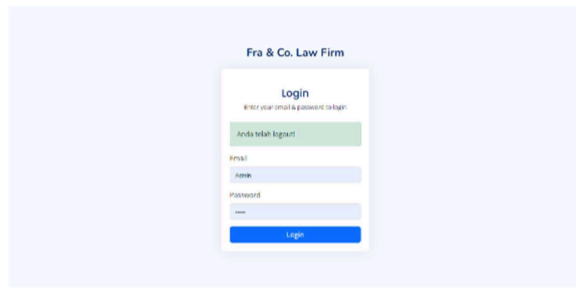 Fra & Co. Law Firm
Login
Enter your email & password to login
Anda telah logout!
Email
Admin
Password
Login